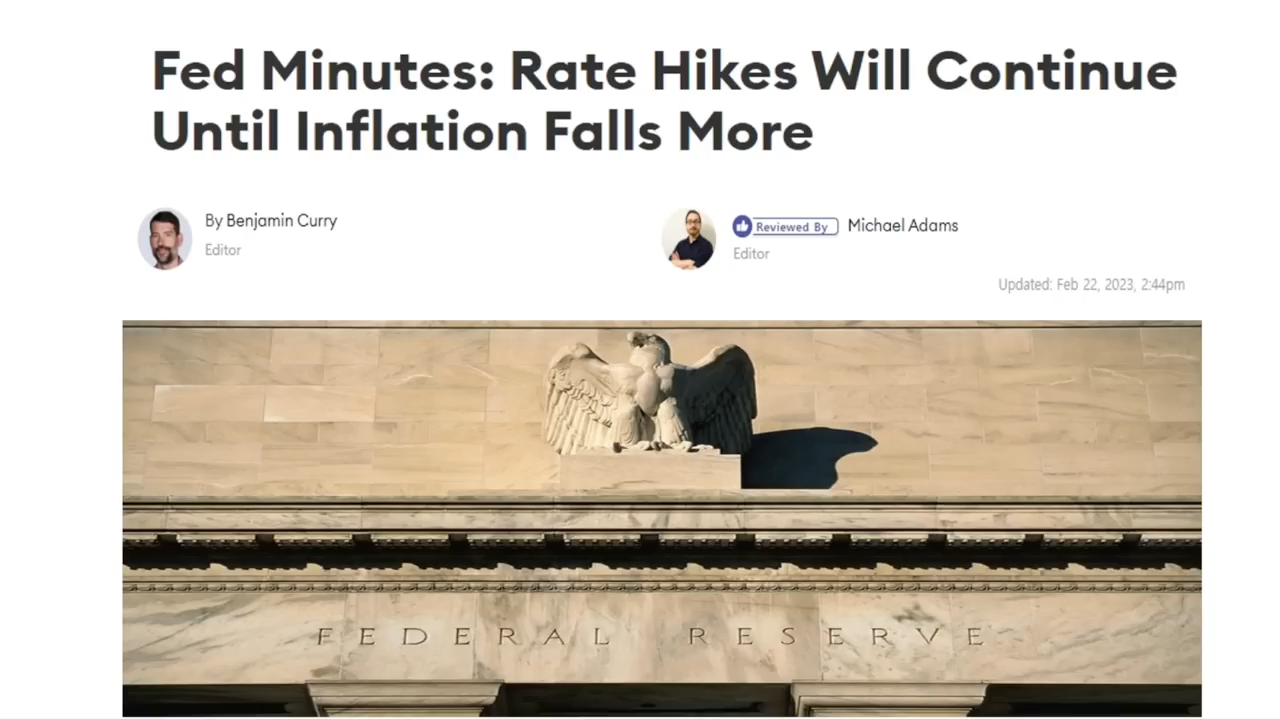 Fed Minutes: Rate Hikes Will Continue
Until Inflation Falls More
By Benjamin Curry
Editor
Reviewed By Michael Adams
Editor
Updated: Feb 22, 2023, 2:44pm
FEDERAL RESERVE